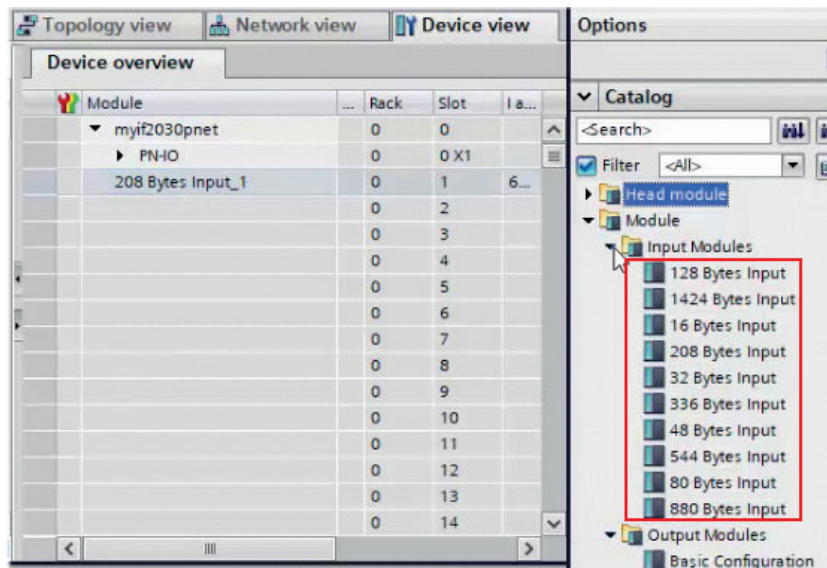 Topology view Network view Device view
Device overview
Module ... Rack Slot I a...
myif2030pnet 0 0
PN-IO 0 0 X1
208 Bytes Input_1 0 1 6...
0 2
0 3
0 4
0 5
0 6
0 7
0 8
0 9
0 10
0 11
0 12
0 13
0 14
Options
Catalog
<Search>
Filter <All>
Head module
Module
Input Modules
128 Bytes Input
1424 Bytes Input
16 Bytes Input
208 Bytes Input
32 Bytes Input
336 Bytes Input
48 Bytes Input
544 Bytes Input
80 Bytes Input
880 Bytes Input
Output Modules
Basic Configuration